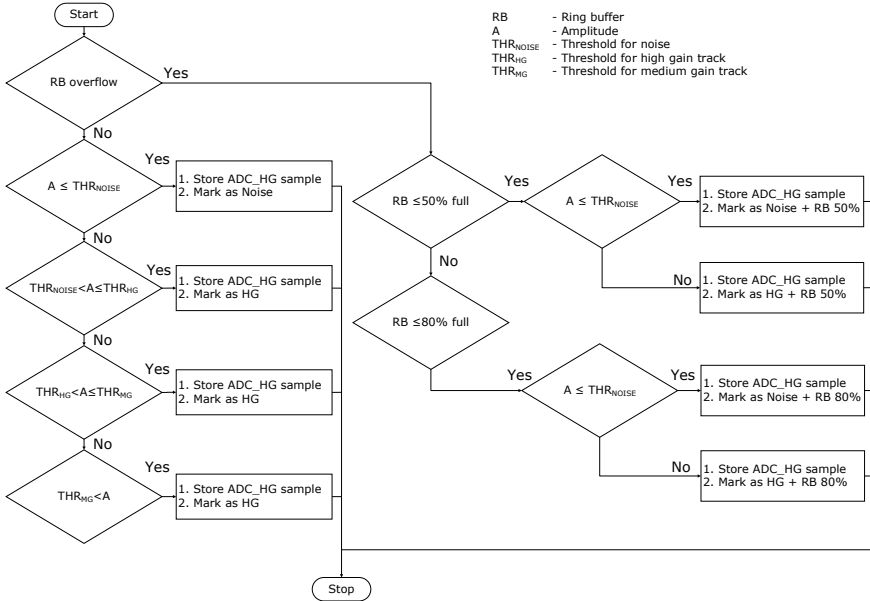 Start
RB - Ring buffer
A - Amplitude
THRNOISE - Threshold for noise
THRHG - Threshold for high gain track
THRMG - Threshold for medium gain track
RB overflow
Yes
No
A ≤ THRNOISE
Yes
1. Store ADC_HG sample
2. Mark as Noise
No
THRNOISE<A≤THRHG
Yes
1. Store ADC_HG sample
2. Mark as HG
No
THRHG<A≤THRMG
Yes
1. Store ADC_HG sample
2. Mark as HG
No
THRMG<A
Yes
1. Store ADC_HG sample
2. Mark as HG
RB ≤50% full
Yes
A ≤ THRNOISE
Yes
1. Store ADC_HG sample
2. Mark as Noise + RB 50%
No
1. Store ADC_HG sample
2. Mark as HG + RB 50%
No
RB ≤80% full
Yes
A ≤ THRNOISE
Yes
1. Store ADC_HG sample
2. Mark as Noise + RB 80%
No
1. Store ADC_HG sample
2. Mark as HG + RB 80%
Stop